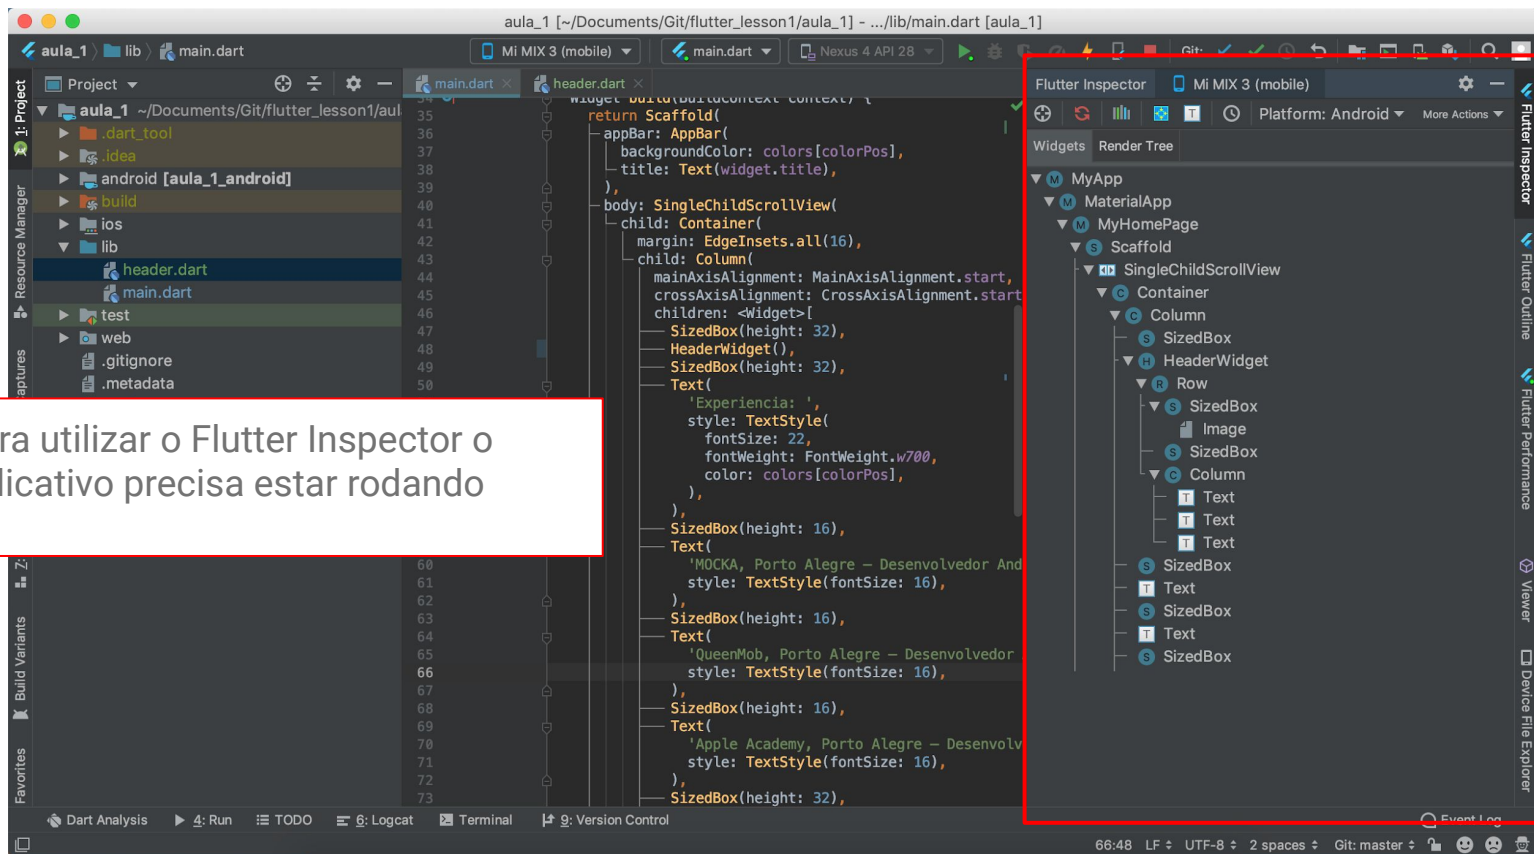 aula_1 [~/Documents/Git/flutter_lesson1/aula_1] - .../lib/main.dart [aula_1]
aula_1 lib main.dart
Mi MIX 3 (mobile) main.dart Nexus 4 API 28 Git:
Project
main.dart header.dart
Flutter Inspector Mi MIX 3 (mobile)
Platform: Android More Actions
Widgets Render Tree
1: Project
Resource Manager
Build Variants
Favorites
aula_1 ~/Documents/Git/flutter_lesson1/aul
.dart_tool
.idea
android [aula_1_android]
build
ios
lib
header.dart
main.dart
test
web
.gitignore
.metadata
ra utilizar o Flutter Inspector o
licativo precisa estar rodando
34 Widget build(BuildContext context) {
35 return Scaffold(
36 appBar: AppBar(
37 backgroundColor: colors[colorPos],
38 title: Text(widget.title),
39 ),
40 body: SingleChildScrollView(
41 child: Container(
42 margin: EdgeInsets.all(16),
43 child: Column(
44 mainAxisAlignment: MainAxisAlignment.start,
45 crossAxisAlignment: CrossAxisAlignment.start
46 children: <Widget>[
47 SizedBox(height: 32),
48 HeaderWidget(),
49 SizedBox(height: 32),
50 Text(
'Experiencia: ',
style: TextStyle(
fontSize: 22,
fontWeight: FontWeight.w700,
color: colors[colorPos],
),
),
SizedBox(height: 16),
Text(
60 'MOCKA, Porto Alegre – Desenvolvedor And
61 style: TextStyle(fontSize: 16),
62 ),
63 SizedBox(height: 16),
64 Text(
65 'QueenMob, Porto Alegre – Desenvolvedor
66 style: TextStyle(fontSize: 16),
67 ),
68 SizedBox(height: 16),
69 Text(
70 'Apple Academy, Porto Alegre – Desenvolv
71 style: TextStyle(fontSize: 16),
72 ),
73 SizedBox(height: 32),
MyApp
MaterialApp
MyHomePage
Scaffold
SingleChildScrollView
Container
Column
SizedBox
HeaderWidget
Row
SizedBox
Image
SizedBox
Column
Text
Text
Text
SizedBox
Text
SizedBox
Text
SizedBox
Flutter Inspector
Flutter Outline
Flutter Performance
Viewer
Device File Explorer
Dart Analysis 4: Run TODO 6: Logcat Terminal 9: Version Control Event Log
66:48 LF UTF-8 2 spaces Git: master